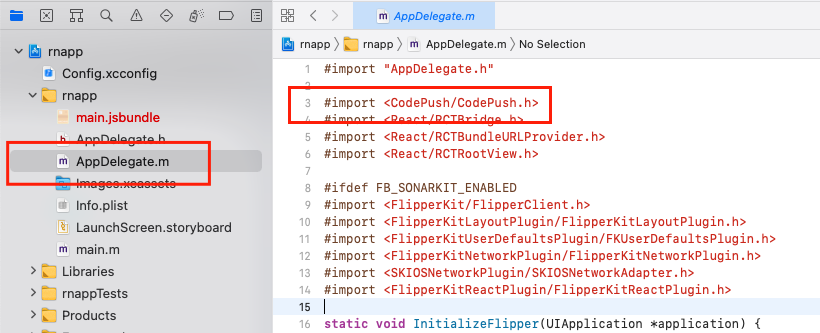 AppDelegate.m
rnapp
rnapp
AppDelegate.m
No Selection
rnapp
Config.xcconfig
rnapp
main.jsbundle
AppDelegate.h
AppDelegate.m
Images.xcassets
Info.plist
LaunchScreen.storyboard
main.m
Libraries
rnappTests
Products
1 #import "AppDelegate.h"
2
3 #import <CodePush/CodePush.h>
4 #import <React/RCTBridge.h>
5 #import <React/RCTBundleURLProvider.h>
6 #import <React/RCTRootView.h>
7
8 #ifdef FB_SONARKIT_ENABLED
9 #import <FlipperKit/FlipperClient.h>
10 #import <FlipperKitLayoutPlugin/FlipperKitLayoutPlugin.h>
11 #import <FlipperKitUserDefaultsPlugin/FKUserDefaultsPlugin.h>
12 #import <FlipperKitNetworkPlugin/FlipperKitNetworkPlugin.h>
13 #import <SKIOSNetworkPlugin/SKIOSNetworkAdapter.h>
14 #import <FlipperKitReactPlugin/FlipperKitReactPlugin.h>
15
16 static void InitializeFlipper(UIApplication *application) {